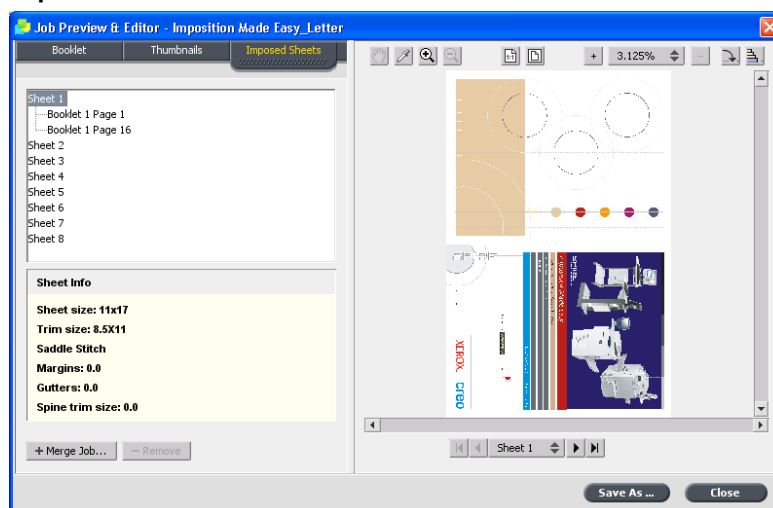 Job Preview & Editor - Imposition Made Easy_Letter
Booklet
Thumbnails
Imposed Sheets
3.125%
Sheet 1
Booklet 1 Page 1
Booklet 1 Page 16
Sheet 2
Sheet 3
Sheet 4
Sheet 5
Sheet 6
Sheet 7
Sheet 8
Sheet Info
Sheet size: 11x17
Trim size: 8.5X11
Saddle Stitch
Margins: 0.0
Gutters: 0.0
Spine trim size: 0.0
XEROX
creo
+ Merge Job...
− Remove
Sheet 1
Save As ...
Close